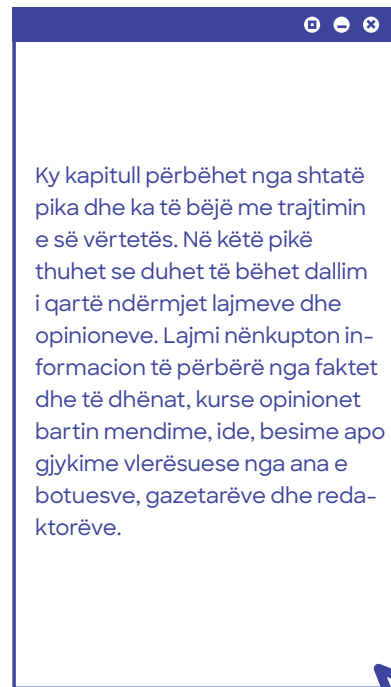 Ky kapitull përbëhet nga shtatë
pika dhe ka të bëjë me trajtimin
e së vërtetës. Në këtë pikë
thuhet se duhet të bëhet dallim
i qartë ndërmjet lajmeve dhe
opinioneve. Lajmi nënkupton in-
formacion të përbërë nga faktet
dhe të dhënat, kurse opinionet
bartin mendime, ide, besime apo
gjykime vlerësuese nga ana e
botuesve, gazetarëve dhe reda-
ktorëve.